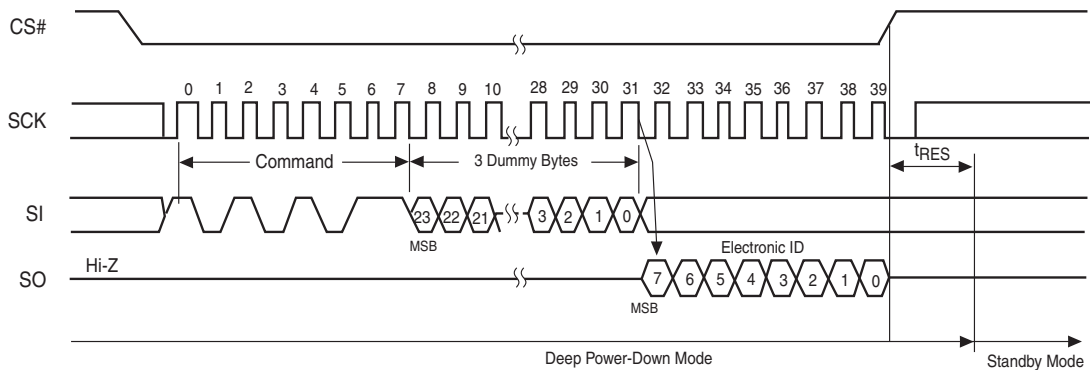 CS#
0 1 2 3 4 5 6 7 8 9 10 28 29 30 31 32 33 34 35 36 37 38 39
SCK
Command 3 Dummy Bytes tRES
SI 23 22 21 3 2 1 0
MSB Electronic ID
Hi-Z
SO 7 6 5 4 3 2 1 0
MSB
Deep Power-Down Mode Standby Mode